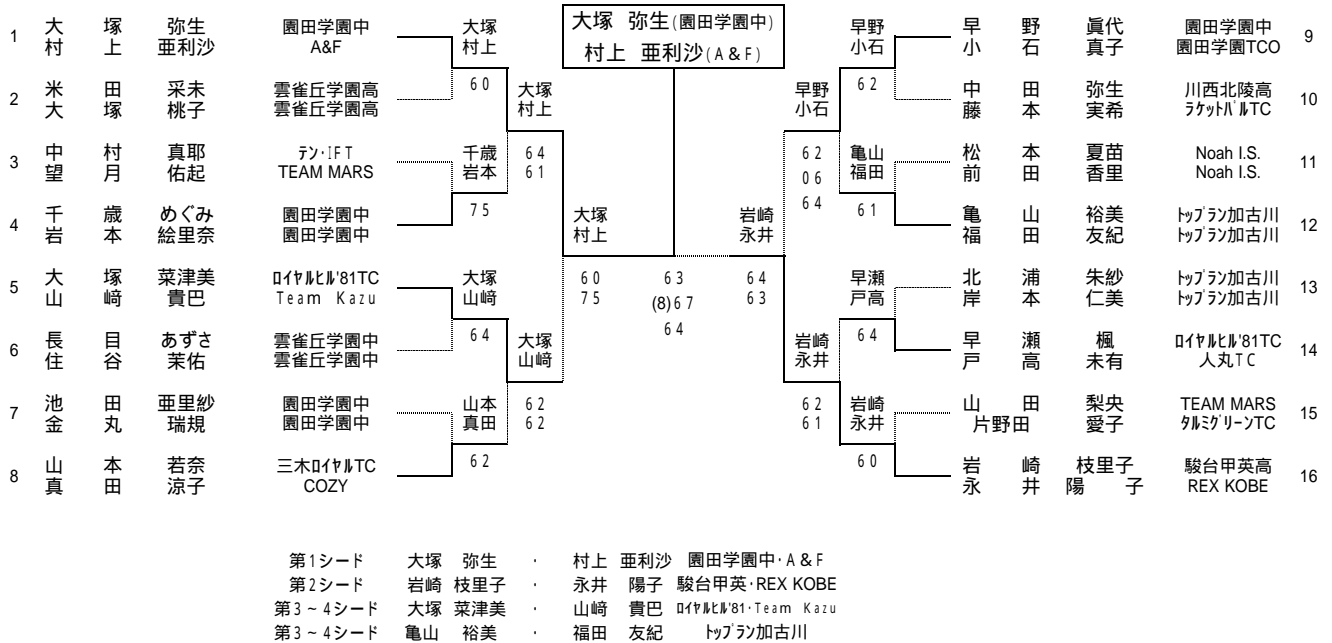 大塚 弥生(園田学園中)
村上 亜利沙(A&F)
1 大塚 弥生 園田学園中
村上 亜利沙 A&F
2 米田 采未 雲雀丘学園高
大塚 桃子 雲雀丘学園高
3 中村 真耶 テン・IFT
望月 佑起 TEAM MARS
4 千歳 めぐみ 園田学園中
岩本 絵里奈 園田学園中
5 大塚 菜津美 ロイヤルヒル'81TC
山﨑 貴巴 Team Kazu
6 長目 あずさ 雲雀丘学園中
住谷 茉佑 雲雀丘学園中
7 池田 亜里紗 園田学園中
金丸 瑞規 園田学園中
8 山本 若奈 三木ロイヤルTC
真田 涼子 COZY
大塚
村上
60
千歳
岩本
75
大塚
山﨑
64
山本
真田
62
大塚
村上
64
61
大塚
山﨑
62
62
大塚
村上
60
75
63
(8)67
64
岩崎
永井
64
63
早野
小石
62
06
64
岩崎
永井
62
61
早野
小石
62
亀山
福田
61
早瀬
戸高
64
岩崎
永井
60
早野 眞代 園田学園中 9
小石 真子 園田学園TCO
中田 弥生 川西北陵高 10
藤本 実希 ラケットパルTC
松本 夏苗 Noah I.S. 11
前田 香里 Noah I.S.
亀山 裕美 トップラン加古川 12
福田 友紀 トップラン加古川
北浦 朱紗 トップラン加古川 13
岸本 仁美 トップラン加古川
早瀬 楓 ロイヤルヒル'81TC 14
戸高 未有 人丸TC
山田 梨央 TEAM MARS 15
片野田 愛子 タルミグリーンTC
岩崎 枝里子 駿台甲英高 16
永井 陽子 REX KOBE
第1シード 大塚 弥生 ・ 村上 亜利沙 園田学園中・A&F
第2シード 岩崎 枝里子 ・ 永井 陽子 駿台甲英・REX KOBE
第3~4シード 大塚 菜津美 ・ 山﨑 貴巴 ロイヤルヒル'81・Team Kazu
第3~4シード 亀山 裕美 ・ 福田 友紀 トップラン加古川